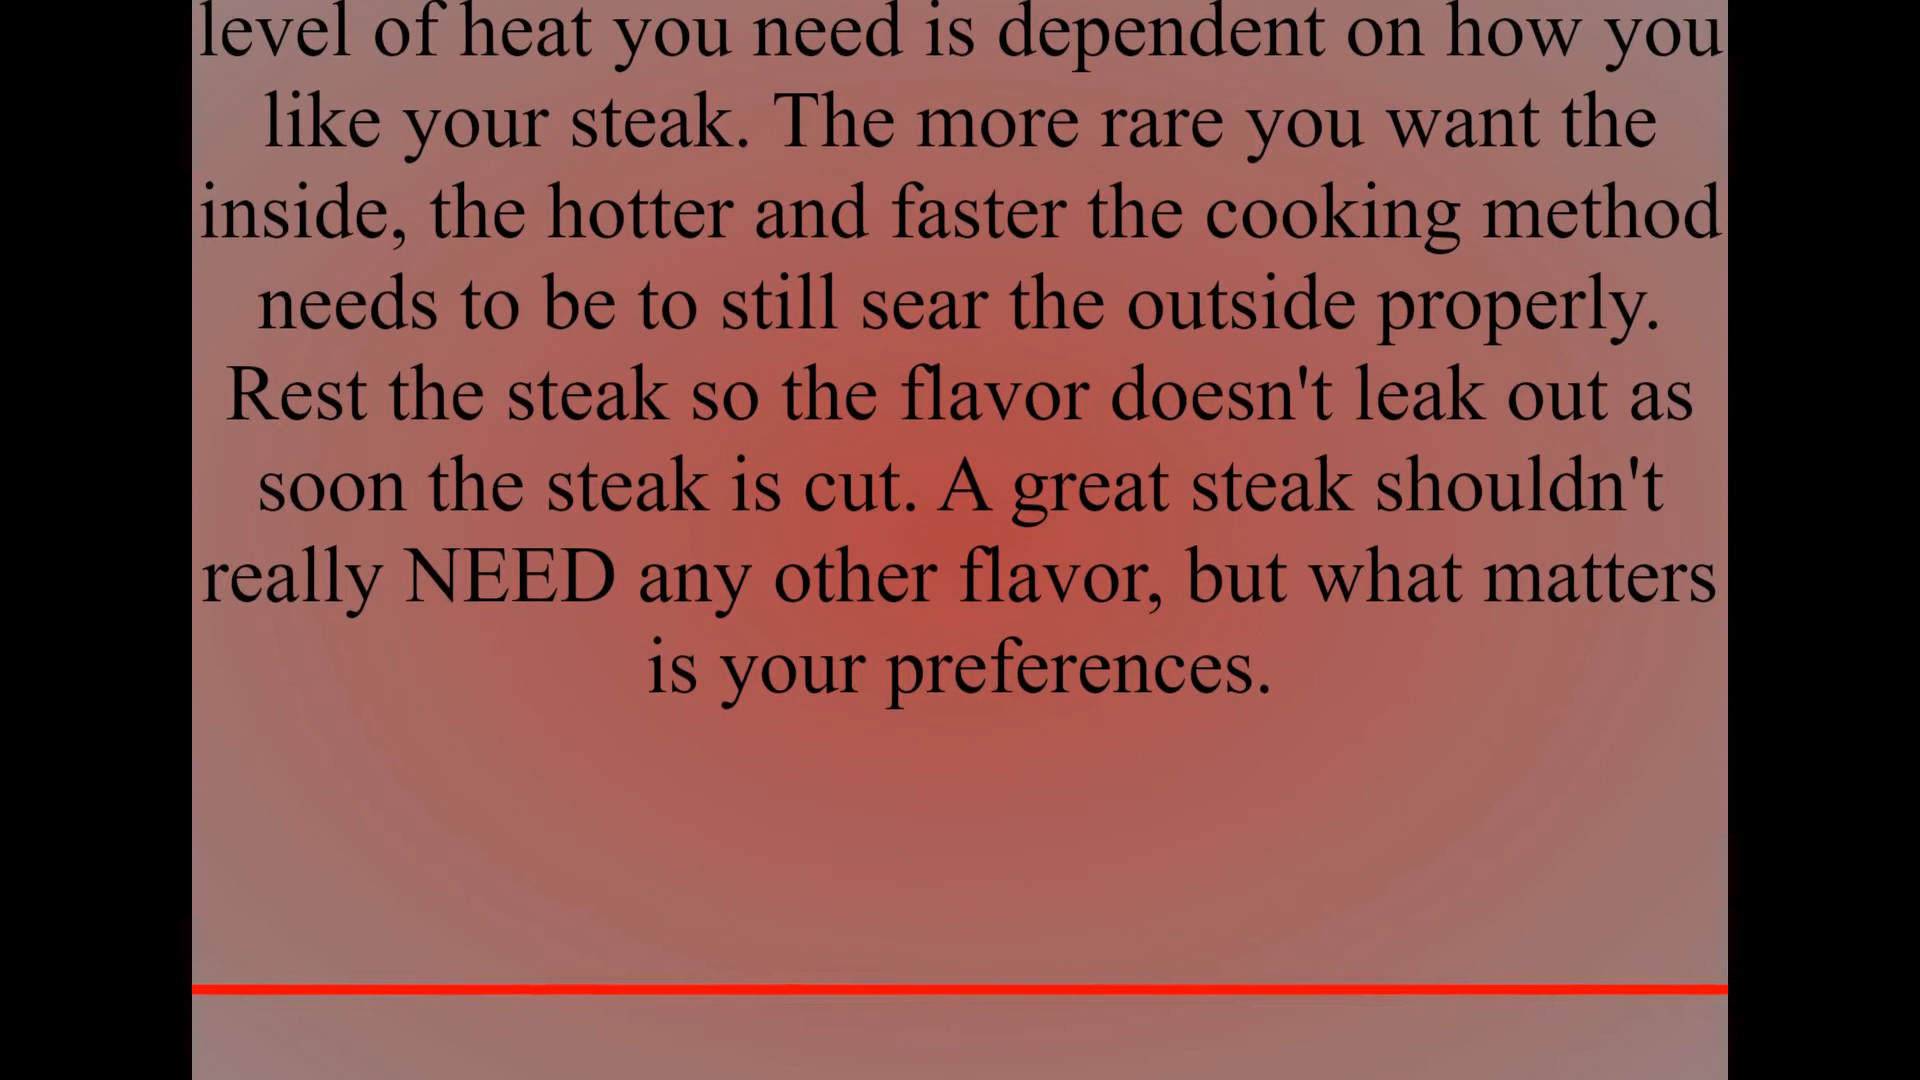 level of heat you need is dependent on how you
like your steak. The more rare you want the
inside, the hotter and faster the cooking method
needs to be to still sear the outside properly.
Rest the steak so the flavor doesn't leak out as
soon the steak is cut. A great steak shouldn't
really NEED any other flavor, but what matters
is your preferences.